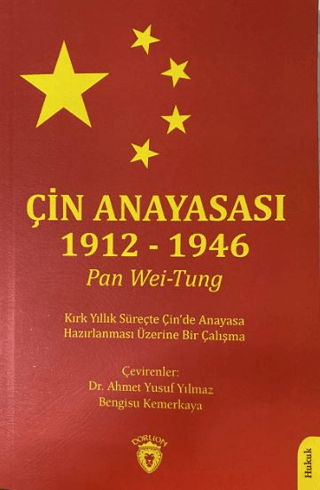 ÇİN ANAYASASI
1912 - 1946
Pan Wei-Tung
Kırk Yıllık Süreçte Çin'de Anayasa
Hazırlanması Üzerine Bir Çalışma
Çevirenler:
Dr. Ahmet Yusuf Yılmaz
Bengisu Kemerkaya
DORLION
Hukuk